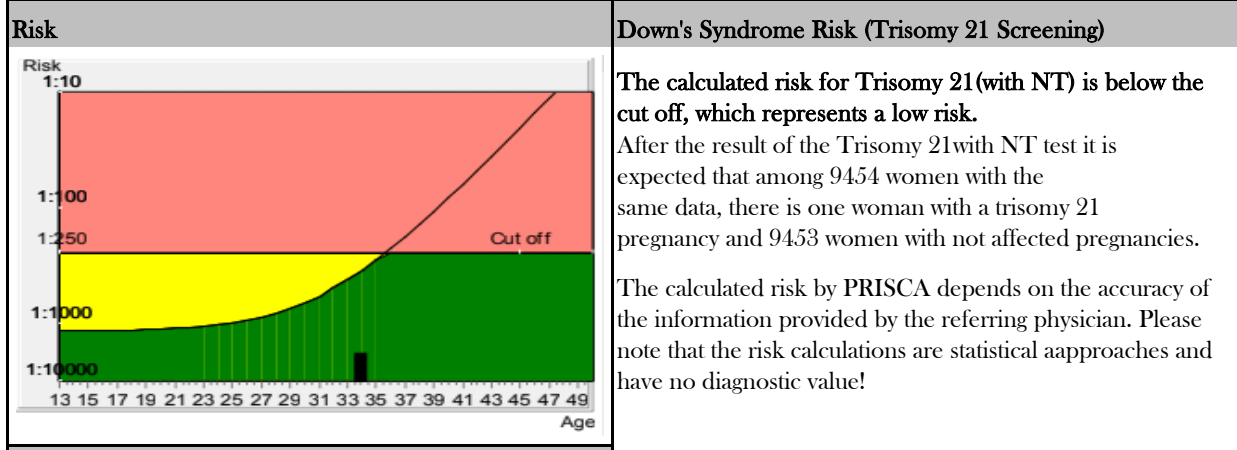 Risk
Down's Syndrome Risk (Trisomy 21 Screening)
Risk
1:10
1:100
1:250
Cut off
1:1000
1:10000
13 15 17 19 21 23 25 27 29 31 33 35 37 39 41 43 45 47 49
Age
The calculated risk for Trisomy 21(with NT) is below the
cut off, which represents a low risk.
After the result of the Trisomy 21with NT test it is
expected that among 9454 women with the
same data, there is one woman with a trisomy 21
pregnancy and 9453 women with not affected pregnancies.
The calculated risk by PRISCA depends on the accuracy of
the information provided by the referring physician. Please
note that the risk calculations are statistical aapproaches and
have no diagnostic value!